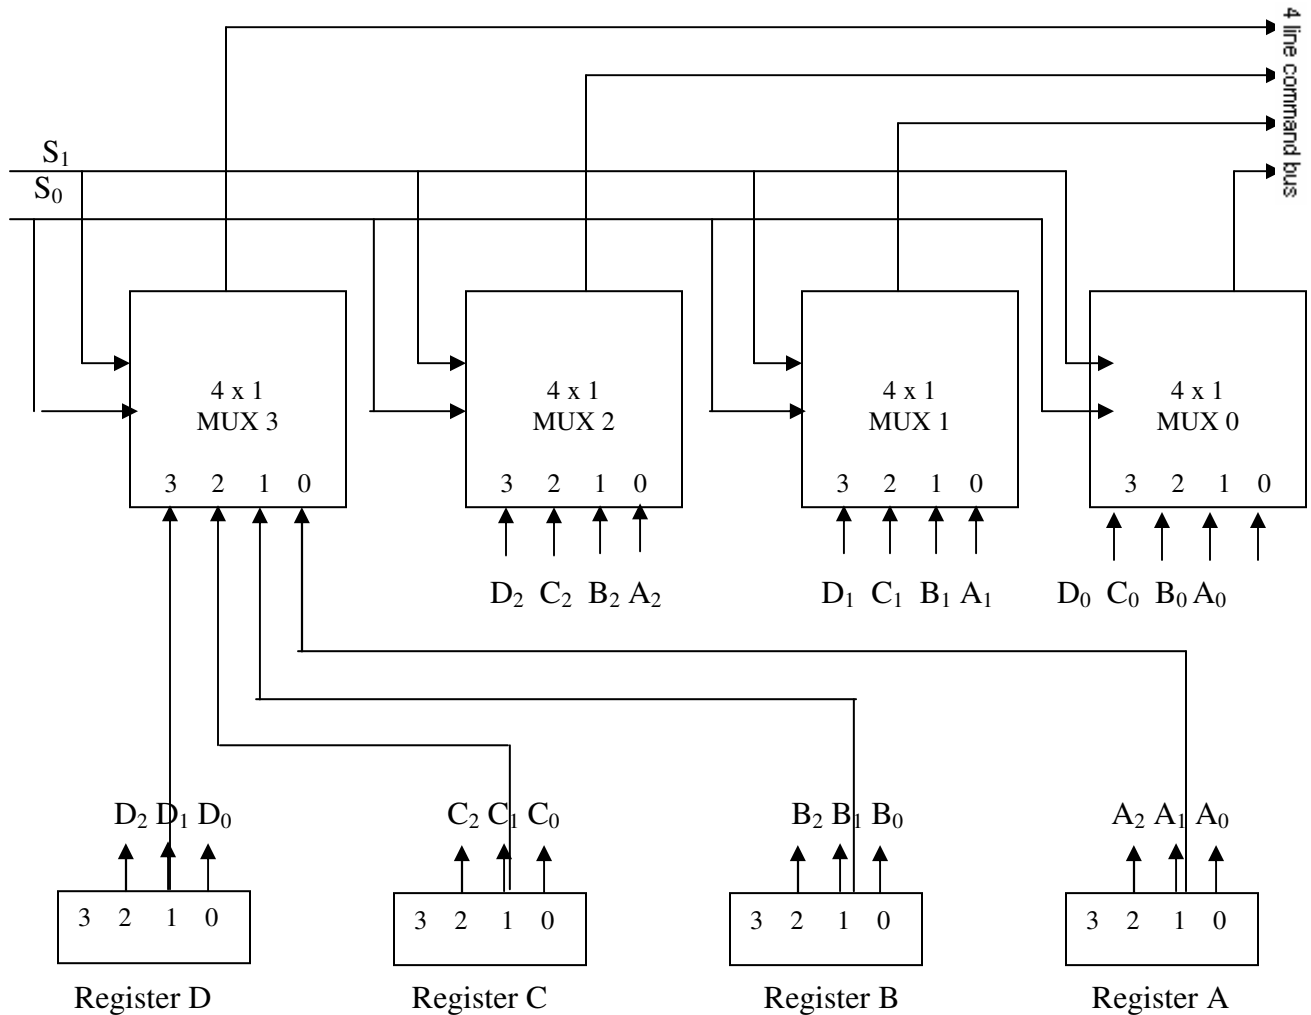 4 line command bus
S₁
S₀
4 x 1 4 x 1 4 x 1 4 x 1
MUX 3 MUX 2 MUX 1 MUX 0
3 2 1 0 3 2 1 0 3 2 1 0 3 2 1 0
D₂ C₂ B₂ A₂ D₁ C₁ B₁ A₁ D₀ C₀ B₀ A₀
D₂ D₁ D₀ C₂ C₁ C₀ B₂ B₁ B₀ A₂ A₁ A₀
3 2 1 0 3 2 1 0 3 2 1 0 3 2 1 0
Register D Register C Register B Register A